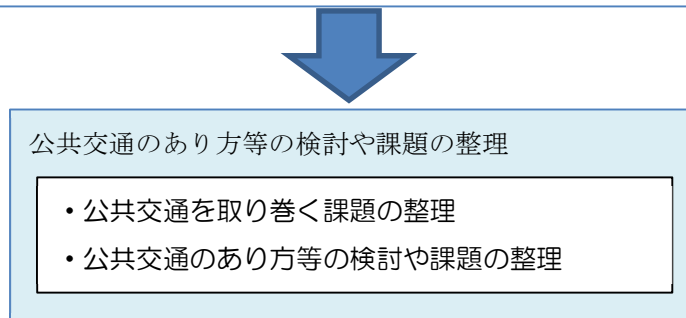 公共交通のあり方等の検討や課題の整理
・公共交通を取り巻く課題の整理
・公共交通のあり方等の検討や課題の整理